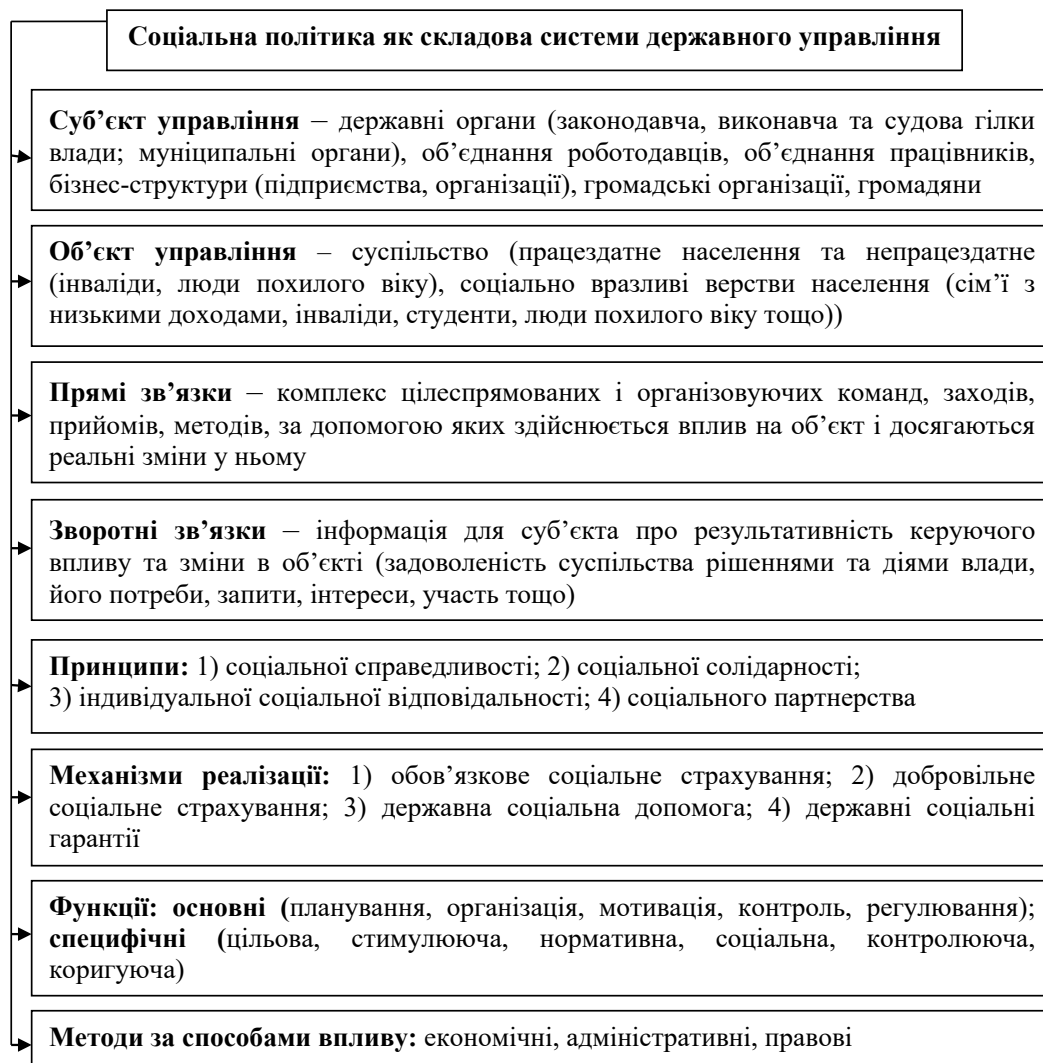 Соціальна політика як складова системи державного управління
Суб’єкт управління – державні органи (законодавча, виконавча та судова гілки
влади; муніципальні органи), об’єднання роботодавців, об’єднання працівників,
бізнес-структури (підприємства, організації), громадські організації, громадяни
Об’єкт управління – суспільство (працездатне населення та непрацездатне
(інваліди, люди похилого віку), соціально вразливі верстви населення (сім’ї з
низькими доходами, інваліди, студенти, люди похилого віку тощо))
Прямі зв’язки – комплекс цілеспрямованих і організовуючих команд, заходів,
прийомів, методів, за допомогою яких здійснюється вплив на об’єкт і досягаються
реальні зміни у ньому
Зворотні зв’язки – інформація для суб’єкта про результативність керуючого
впливу та зміни в об’єкті (задоволеність суспільства рішеннями та діями влади,
його потреби, запити, інтереси, участь тощо)
Принципи: 1) соціальної справедливості; 2) соціальної солідарності;
3) індивідуальної соціальної відповідальності; 4) соціального партнерства
Механізми реалізації: 1) обов’язкове соціальне страхування; 2) добровільне
соціальне страхування; 3) державна соціальна допомога; 4) державні соціальні
гарантії
Функції: основні (планування, організація, мотивація, контроль, регулювання);
специфічні (цільова, стимулююча, нормативна, соціальна, контролююча,
коригуюча)
Методи за способами впливу: економічні, адміністративні, правові